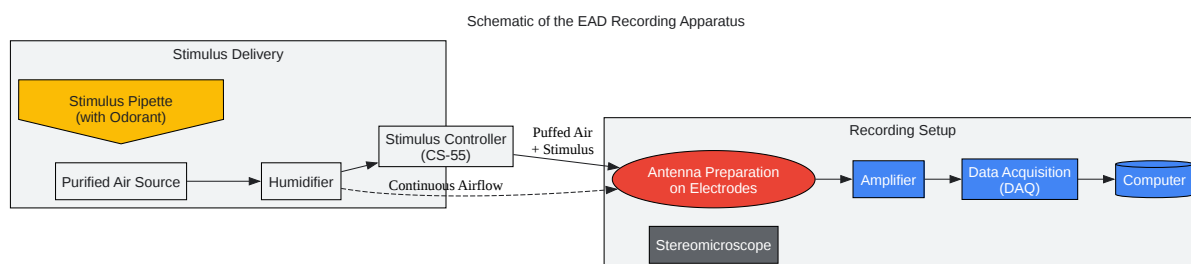 Schematic of the EAD Recording Apparatus
Stimulus Delivery
Stimulus Pipette
(with Odorant)
Purified Air Source
Humidifier
Stimulus Controller
(CS-55)
Puffed Air
+ Stimulus
Continuous Airflow
Recording Setup
Antenna Preparation
on Electrodes
Amplifier
Data Acquisition
(DAQ)
Computer
Stereomicroscope